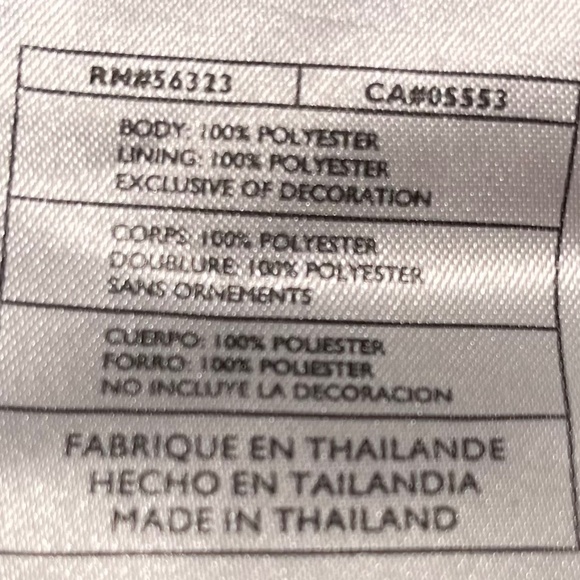 RN#56323 CA#05553
BODY: 100% POLYESTER
LINING: 100% POLYESTER
EXCLUSIVE OF DECORATION
CORPS: 100% POLYESTER
DOUBLURE: 100% POLYESTER
SANS ORNEMENTS
CUERPO: 100% POLIESTER
FORRO: 100% POLIESTER
NO INCLUYE LA DECORACION
FABRIQUE EN THAILANDE
HECHO EN TAILANDIA
MADE IN THAILAND